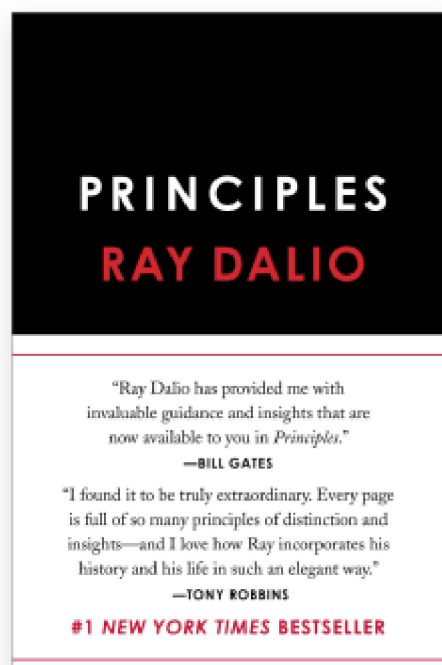 PRINCIPLES
RAY DALIO
“Ray Dalio has provided me with
invaluable guidance and insights that are
now available to you in Principles.”
—BILL GATES
“I found it to be truly extraordinary. Every page
is full of so many principles of distinction and
insights—and I love how Ray incorporates his
history and his life in such an elegant way.”
—TONY ROBBINS
#1 NEW YORK TIMES BESTSELLER